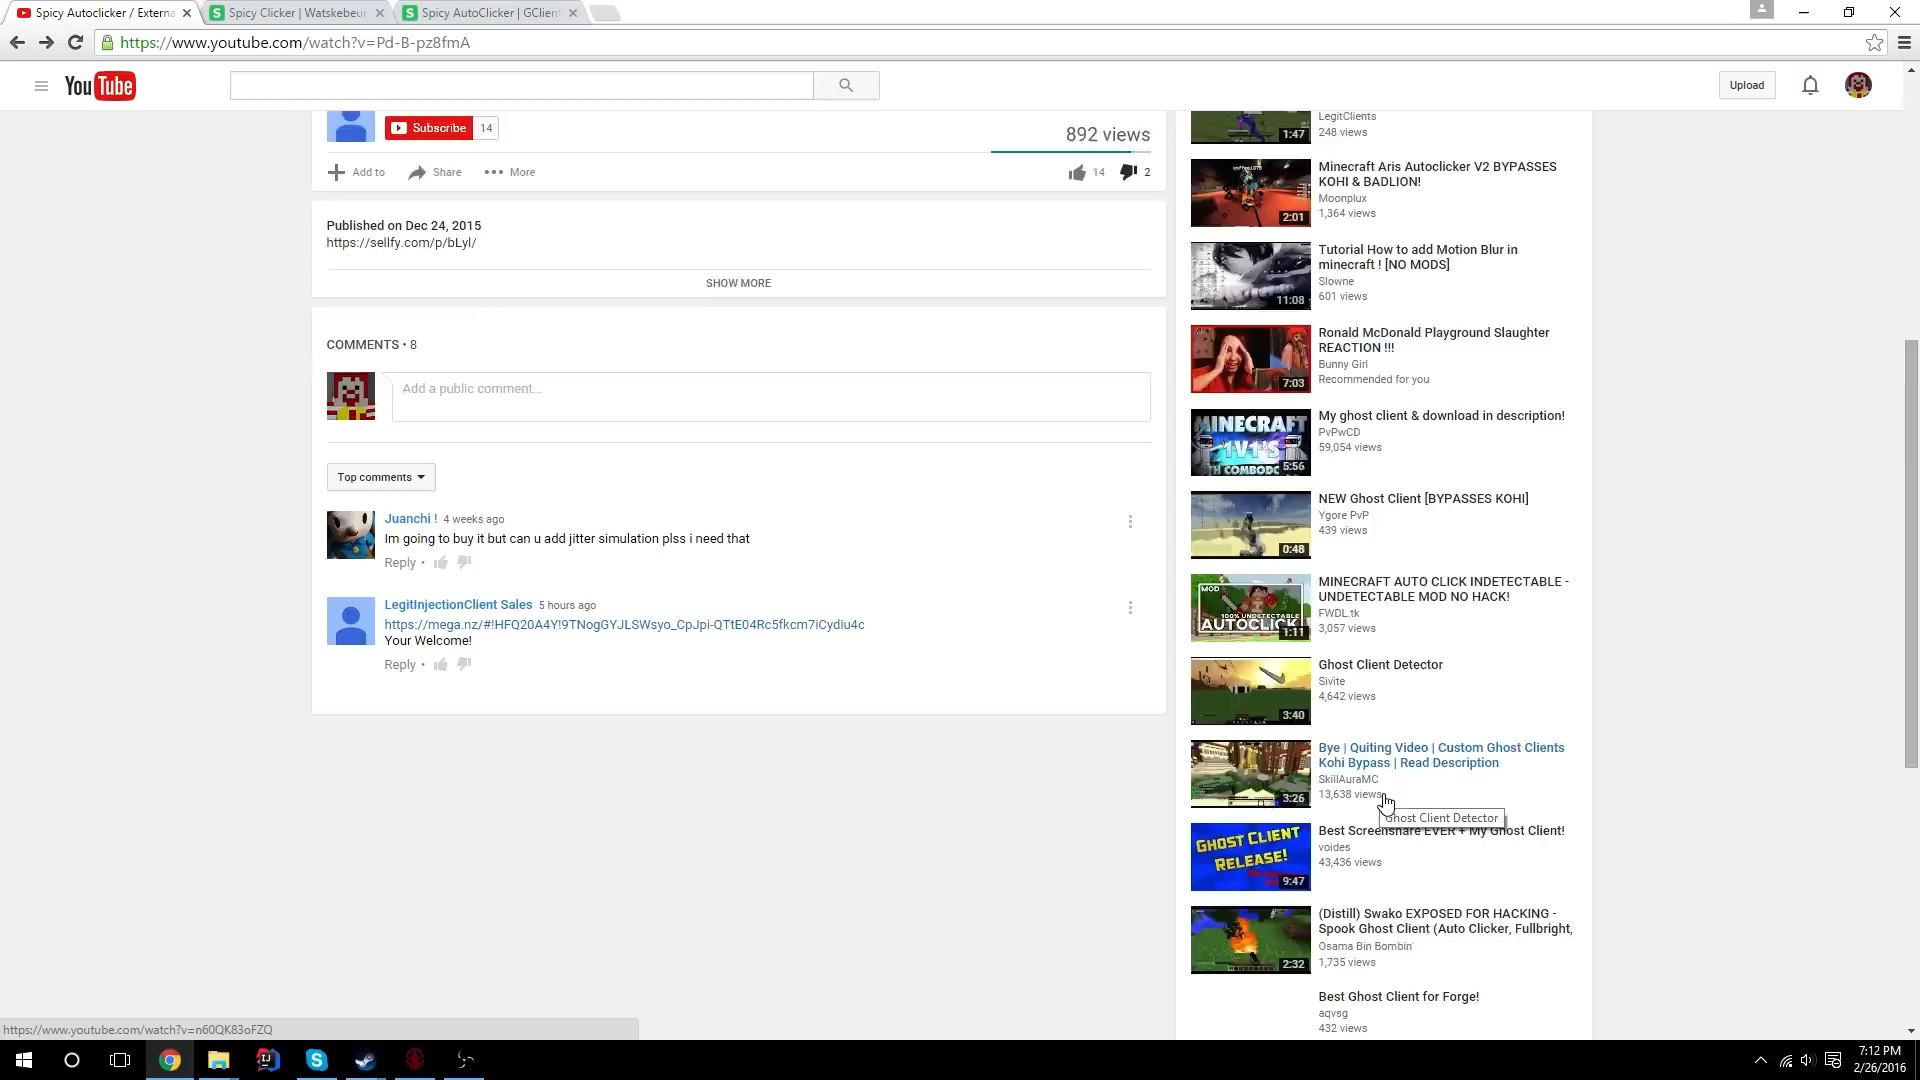 Spicy Autoclicker / Externa
Spicy Clicker | Watskebeu
Spicy AutoClicker | GClien
https://www.youtube.com/watch?v=Pd-B-pz8fmA
YouTube
Upload
Subscribe 14
892 views
Add to
Share
More
14
2
Published on Dec 24, 2015
https://sellfy.com/p/bLyl/
SHOW MORE
COMMENTS • 8
Add a public comment...
Top comments
Juanchi ! 4 weeks ago
Im going to buy it but can u add jitter simulation plss i need that
Reply •
LegitInjectionClient Sales 5 hours ago
https://mega.nz/#!HFQ20A4Y!9TNogGYJLSWsyo_CpJpi-QTtE04Rc5fkcm7iCydiu4c
Your Welcome!
Reply •
1:47
LegitClients
248 views
2:01
Minecraft Aris Autoclicker V2 BYPASSES
KOHI & BADLION!
Moonplux
1,364 views
11:08
Tutorial How to add Motion Blur in
minecraft ! [NO MODS]
Slowne
601 views
7:03
Ronald McDonald Playground Slaughter
REACTION !!!
Bunny Girl
Recommended for you
MINECRAFT
1V1'S
5:56
My ghost client & download in description!
PvPwCD
59,054 views
0:48
NEW Ghost Client [BYPASSES KOHI]
Ygore PvP
439 views
MOD
100% UNDETECTABLE
AUTOCLICK
1:11
MINECRAFT AUTO CLICK INDETECTABLE -
UNDETECTABLE MOD NO HACK!
FWDL.tk
3,057 views
3:40
Ghost Client Detector
Sivite
4,642 views
3:26
Bye | Quiting Video | Custom Ghost Clients
Kohi Bypass | Read Description
SkillAuraMC
13,638 views
Ghost Client Detector
GHOST CLIENT
RELEASE!
9:47
Best Screenshare EVER + My Ghost Client!
voides
43,436 views
2:32
(Distill) Swako EXPOSED FOR HACKING -
Spook Ghost Client (Auto Clicker, Fullbright,
Osama Bin Bombin'
1,735 views
Best Ghost Client for Forge!
aqvsg
432 views
https://www.youtube.com/watch?v=n60QK83oFZQ
7:12 PM
2/26/2016